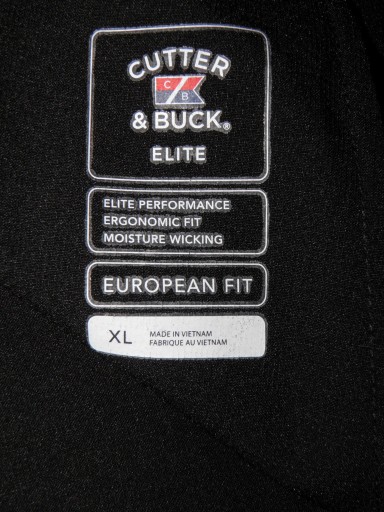 CUTTER
C
B
& BUCK®
ELITE
ELITE PERFORMANCE
ERGONOMIC FIT
MOISTURE WICKING
EUROPEAN FIT
XL
MADE IN VIETNAM
FABRIQUE AU VIETNAM